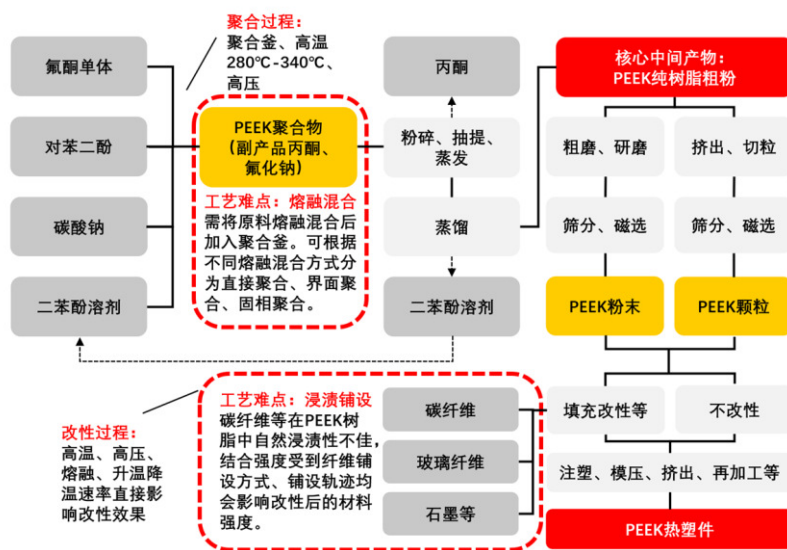 聚合过程：
聚合釜、高温
280℃-340℃、
高压
氟酮单体
对苯二酚
碳酸钠
二苯酚溶剂
PEEK聚合物
(副产品丙酮、
氟化钠)
工艺难点：熔融混合
需将原料熔融混合后
加入聚合釜。可根据
不同熔融混合方式分
为直接聚合、界面聚
合、固相聚合。
丙酮
粉碎、抽提、
蒸发
蒸馏
二苯酚溶剂
核心中间产物：
PEEK纯树脂粗粉
粗磨、研磨
挤出、切粒
筛分、磁选
筛分、磁选
PEEK粉末
PEEK颗粒
改性过程：
高温、高压、
熔融、升温降
温速率直接影
响改性效果
工艺难点：浸渍铺设
碳纤维等在PEEK树
脂中自然浸渍性不佳，
结合强度受到纤维铺
设方式、铺设轨迹均
会影响改性后的材料
强度。
碳纤维
玻璃纤维
石墨等
填充改性等
不改性
注塑、模压、挤出、再加工等
PEEK热塑件